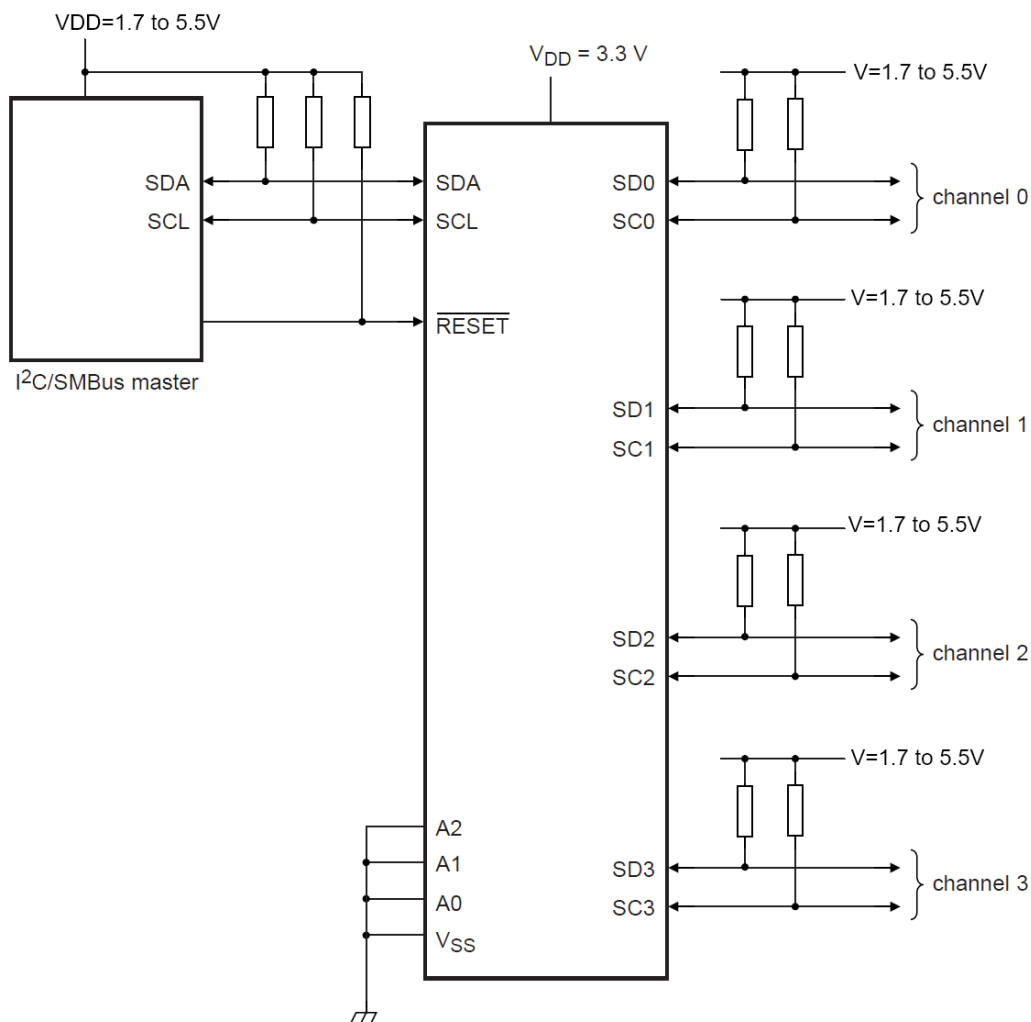 VDD=1.7 to 5.5V
V_DD = 3.3 V
V=1.7 to 5.5V
SDA
SCL
I²C/SMBus master
SDA
SCL
RESET
A2
A1
A0
V_SS
SD0
SC0
channel 0
V=1.7 to 5.5V
SD1
SC1
channel 1
V=1.7 to 5.5V
SD2
SC2
channel 2
V=1.7 to 5.5V
SD3
SC3
channel 3